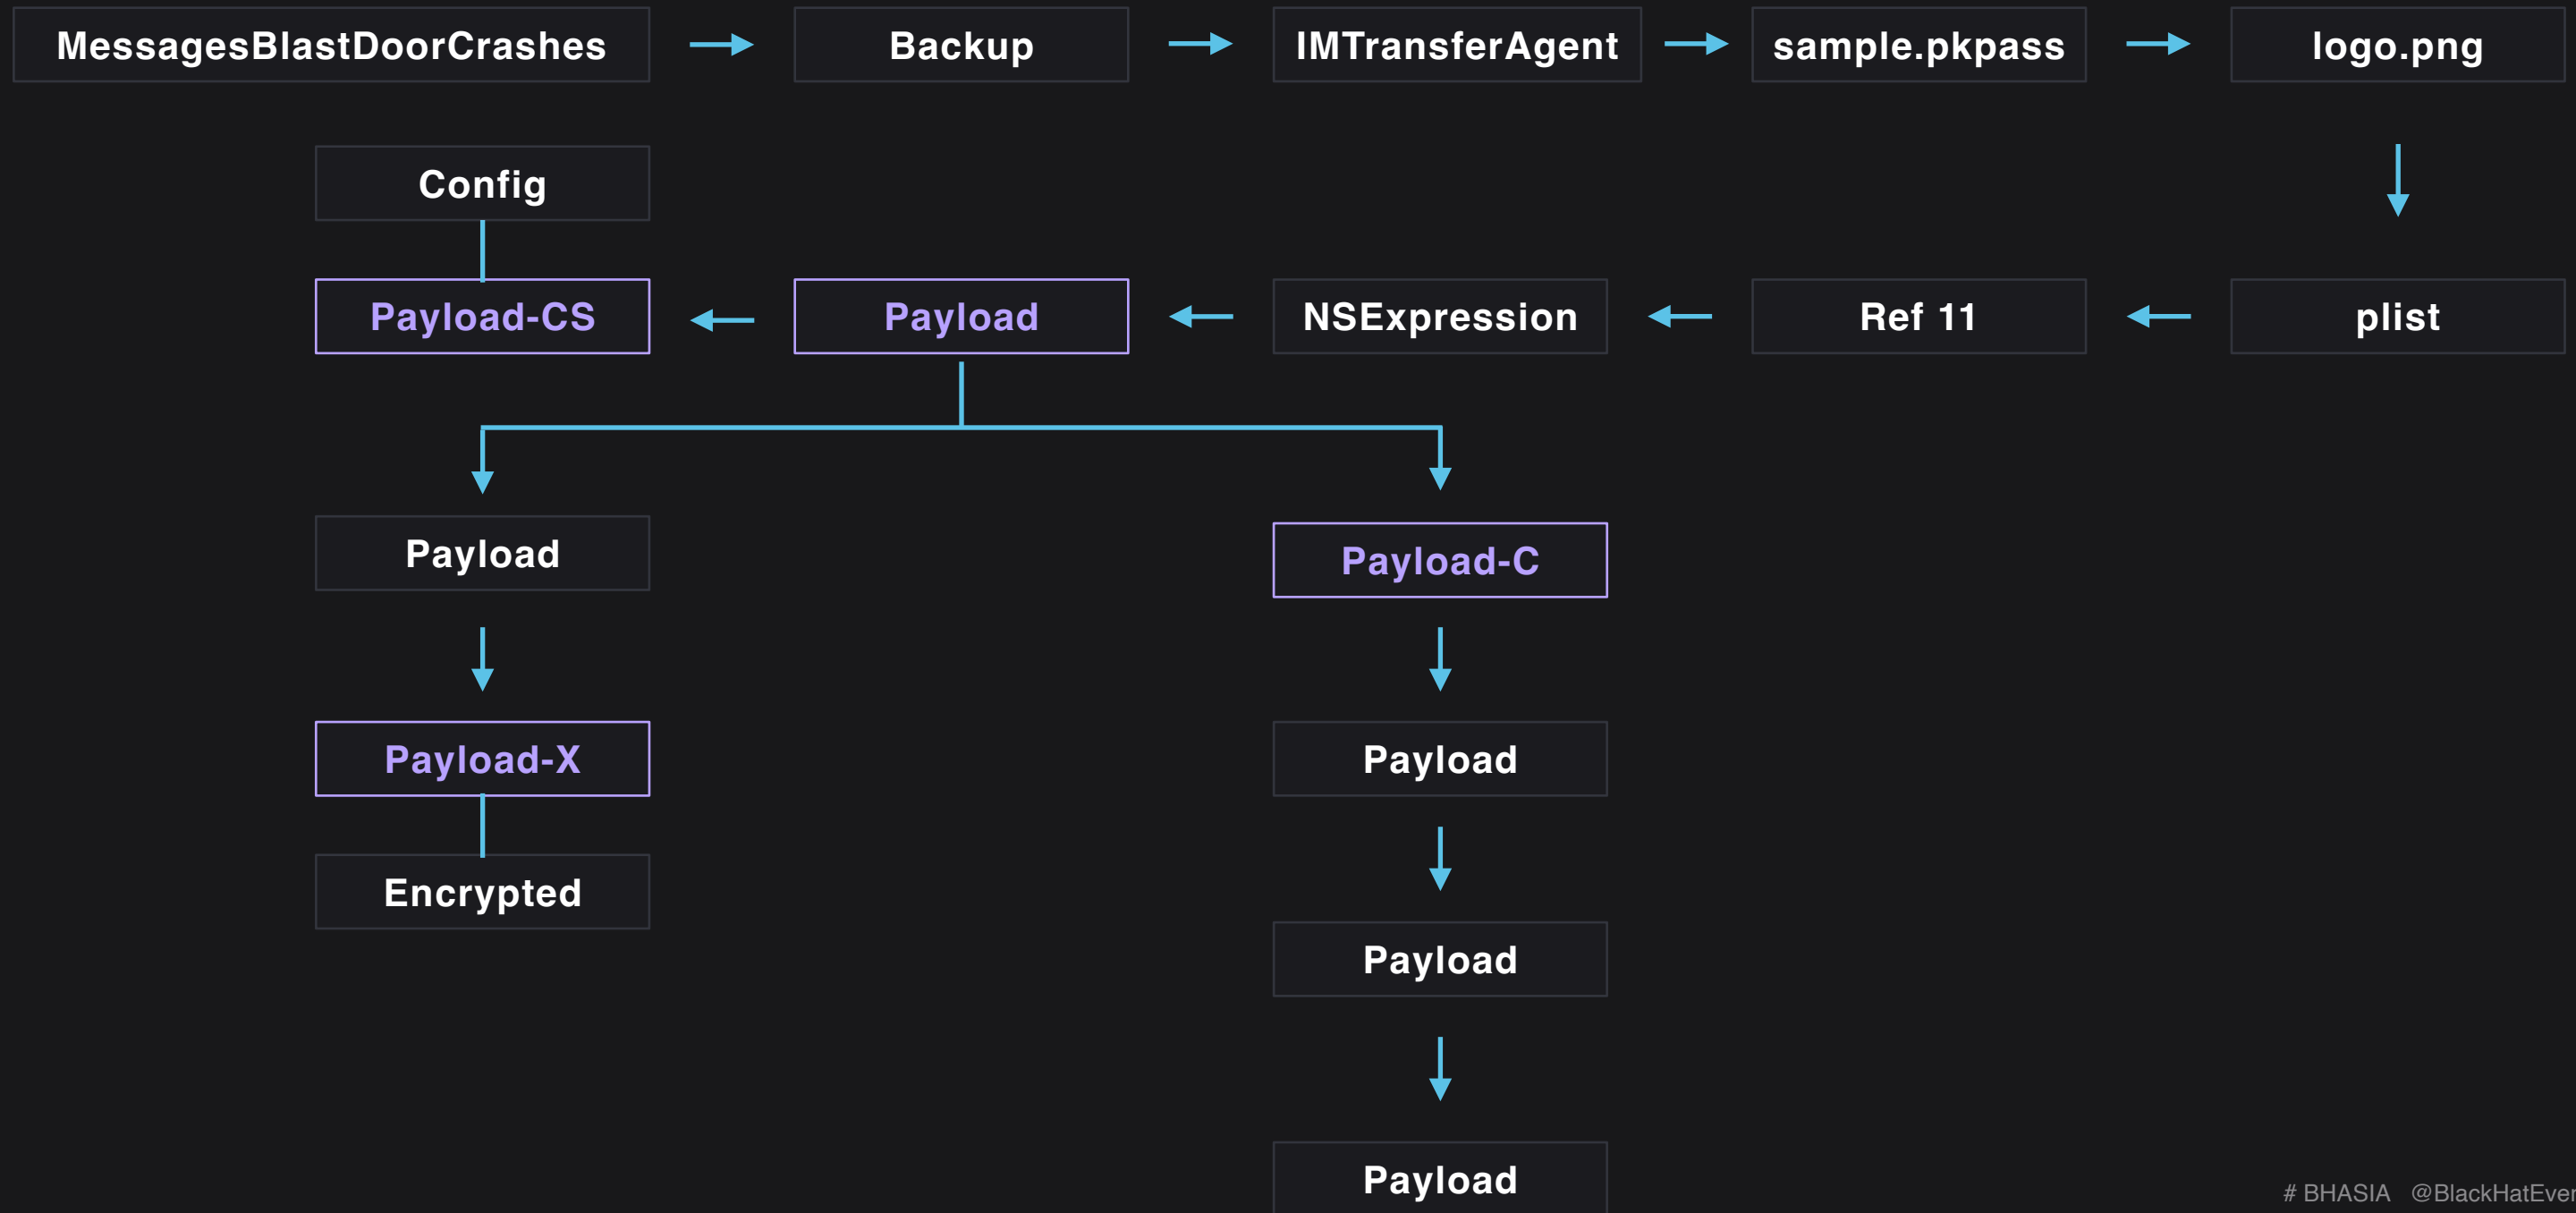 MessagesBlastDoorCrashes
Backup
IMTransferAgent
sample.pkpass
logo.png
Config
Payload-CS
Payload
NSExpression
Ref 11
plist
Payload
Payload-C
Payload-X
Payload
Encrypted
Payload
Payload
# BHASIA @BlackHatEven